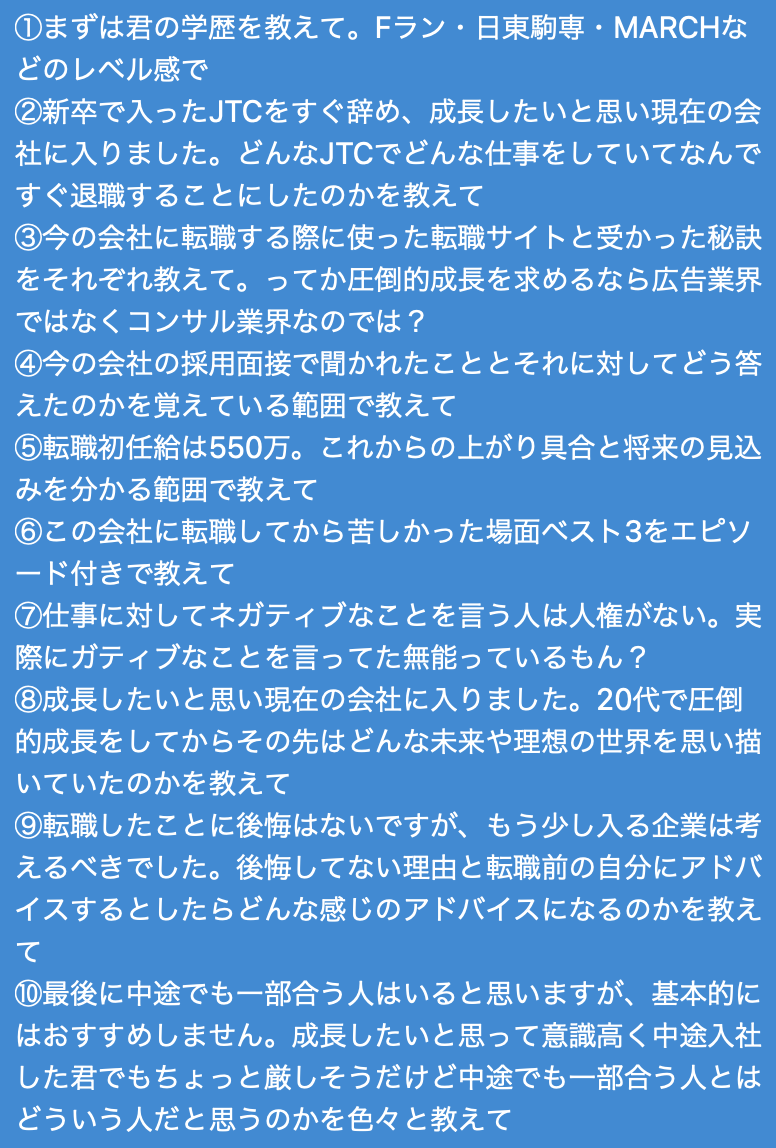 ①まずは君の学歴を教えて。Fラン・日東駒専・MARCHな
どのレベル感で
②新卒で入ったJTCをすぐ辞め、成長したいと思い現在の会
社に入りました。どんなJTCでどんな仕事をしていてなんで
すぐ退職することにしたのかを教えて
③今の会社に転職する際に使った転職サイトと受かった秘訣
をそれぞれ教えて。ってか圧倒的成長を求めるなら広告業界
ではなくコンサル業界なのでは？
④今の会社の採用面接で聞かれたこととそれに対してどう答
えたのかを覚えている範囲で教えて
⑤転職初任給は550万。これからの上がり具合と将来の見込
みを分かる範囲で教えて
⑥この会社に転職してから苦しかった場面ベスト3をエピソ
ード付きで教えて
⑦仕事に対してネガティブなことを言う人は人権がない。実
際にガティブなことを言ってた無能っているもん？
⑧成長したいと思い現在の会社に入りました。20代で圧倒
的成長をしてからその先はどんな未来や理想の世界を思い描
いていたのかを教えて
⑨転職したことに後悔はないですが、もう少し入る企業は考
えるべきでした。後悔してない理由と転職前の自分にアドバ
イスするとしたらどんな感じのアドバイスになるのかを教え
て
⑩最後に中途でも一部合う人はいると思いますが、基本的に
はおすすめしません。成長したいと思って意識高く中途入社
した君でもちょっと厳しそうだけど中途でも一部合う人とは
どういう人だと思うのかを色々と教えて